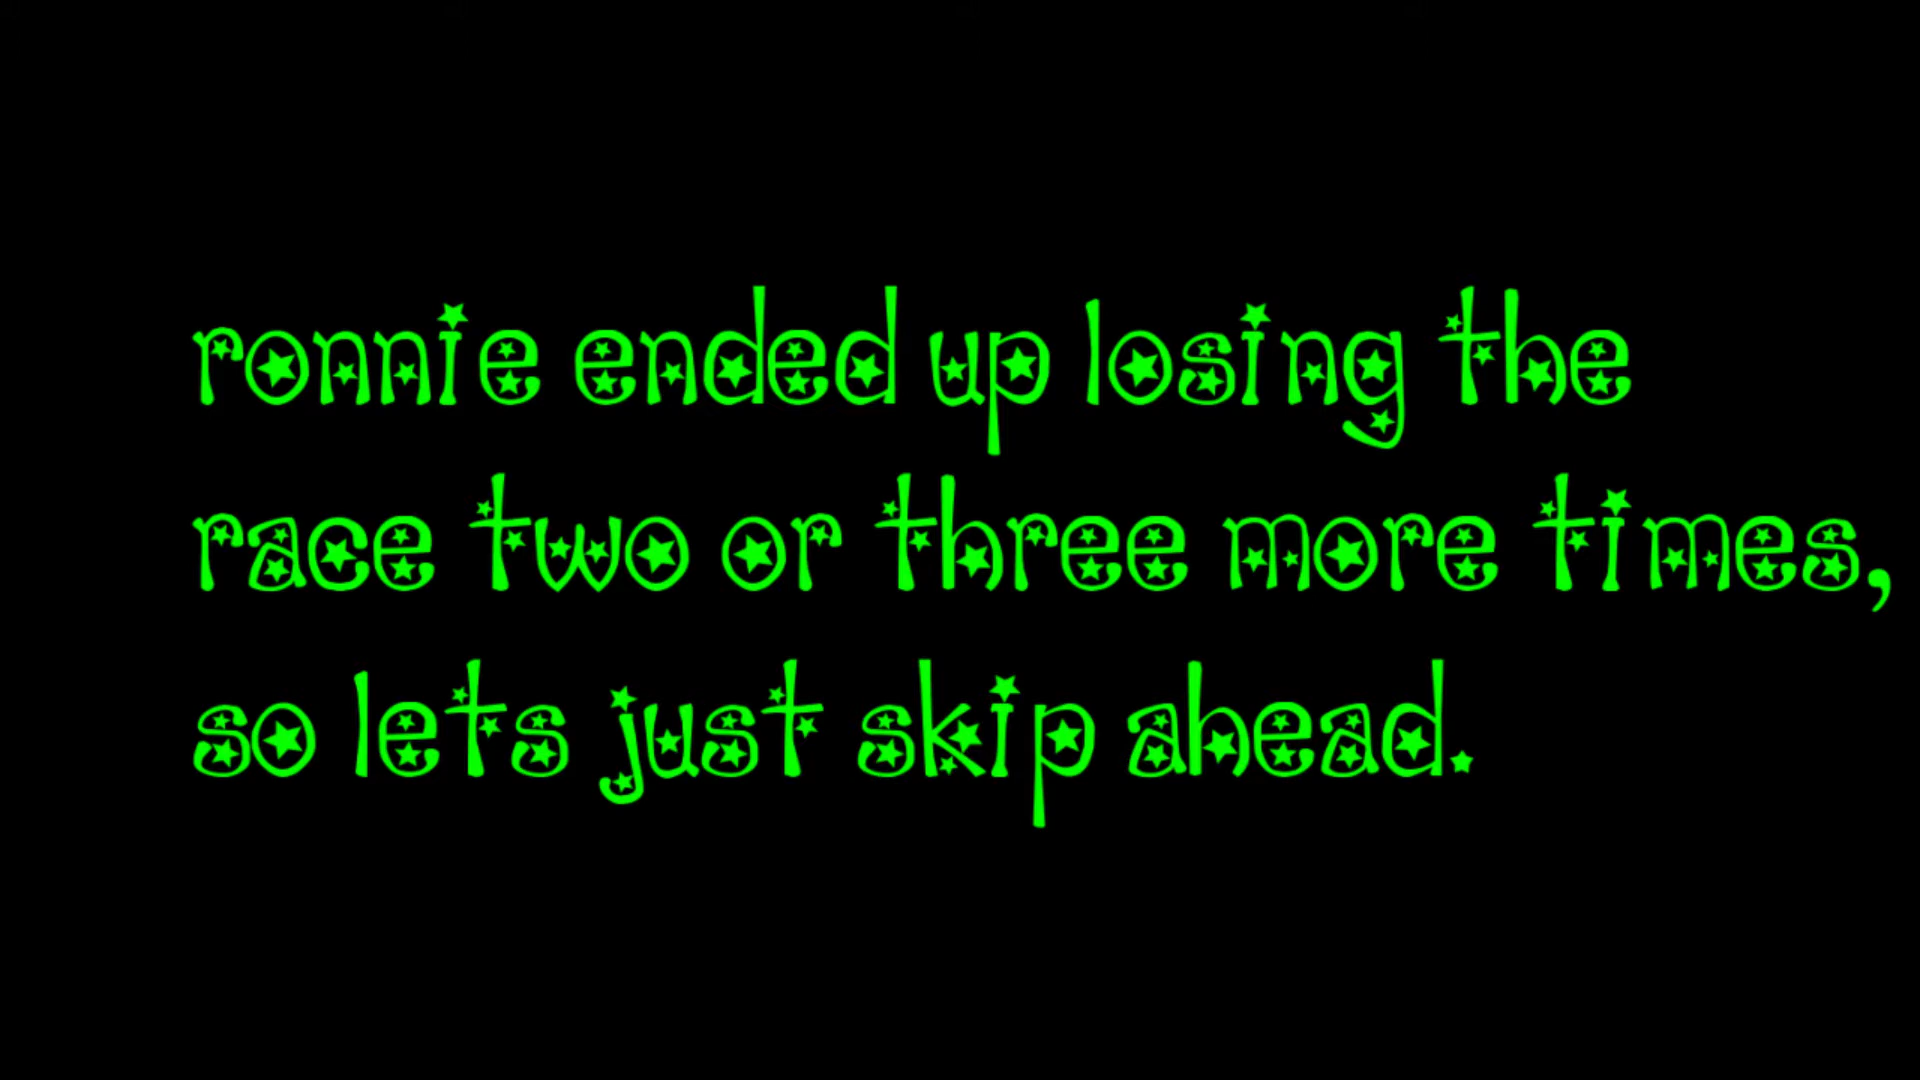 ronnie ended up losing the
race two or three more times,
so lets just skip ahead.